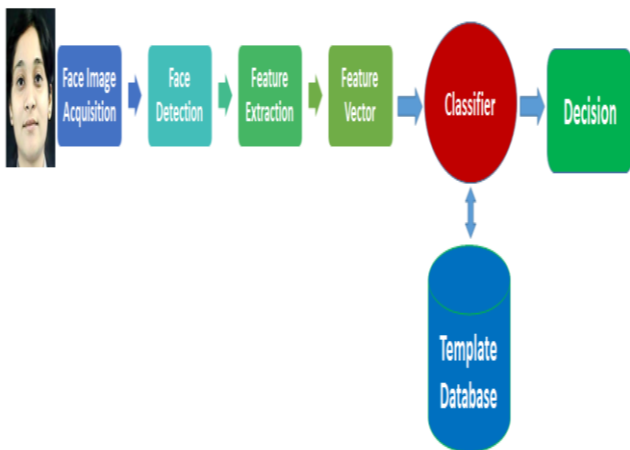 Face Image
Acquisition
Face
Detection
Feature
Extraction
Feature
Vector
Classifier
Decision
Template
Database